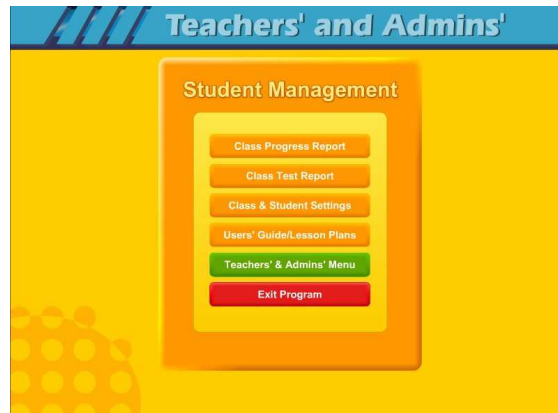 Teachers' and Admins'
Student Management
Class Progress Report
Class Test Report
Class & Student Settings
Users' Guide/Lesson Plans
Teachers' & Admins' Menu
Exit Program